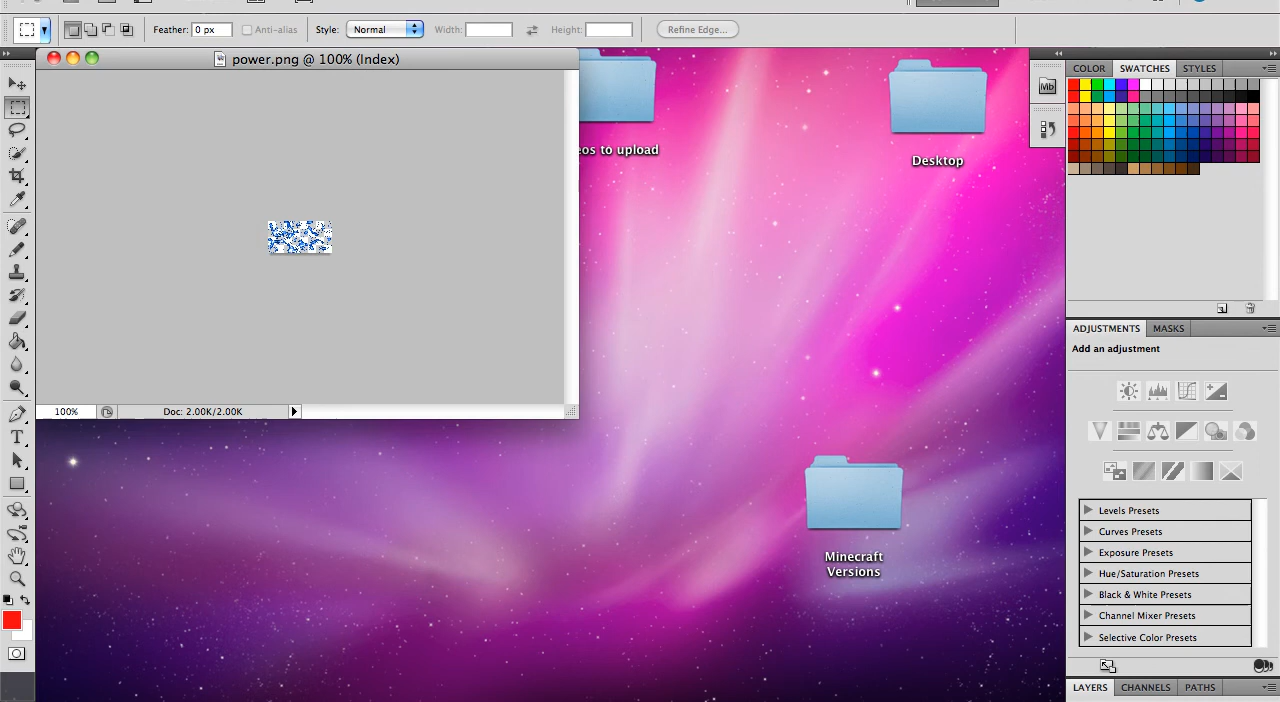 Feather: 0 px
Anti-alias
Style: Normal
Width:
Height:
Refine Edge...
power.png @ 100% (Index)
100%
Doc: 2.00K/2.00K
eos to upload
Desktop
Minecraft
Versions
Mb
COLOR
SWATCHES
STYLES
ADJUSTMENTS
MASKS
Add an adjustment
Levels Presets
Curves Presets
Exposure Presets
Hue/Saturation Presets
Black & White Presets
Channel Mixer Presets
Selective Color Presets
LAYERS
CHANNELS
PATHS